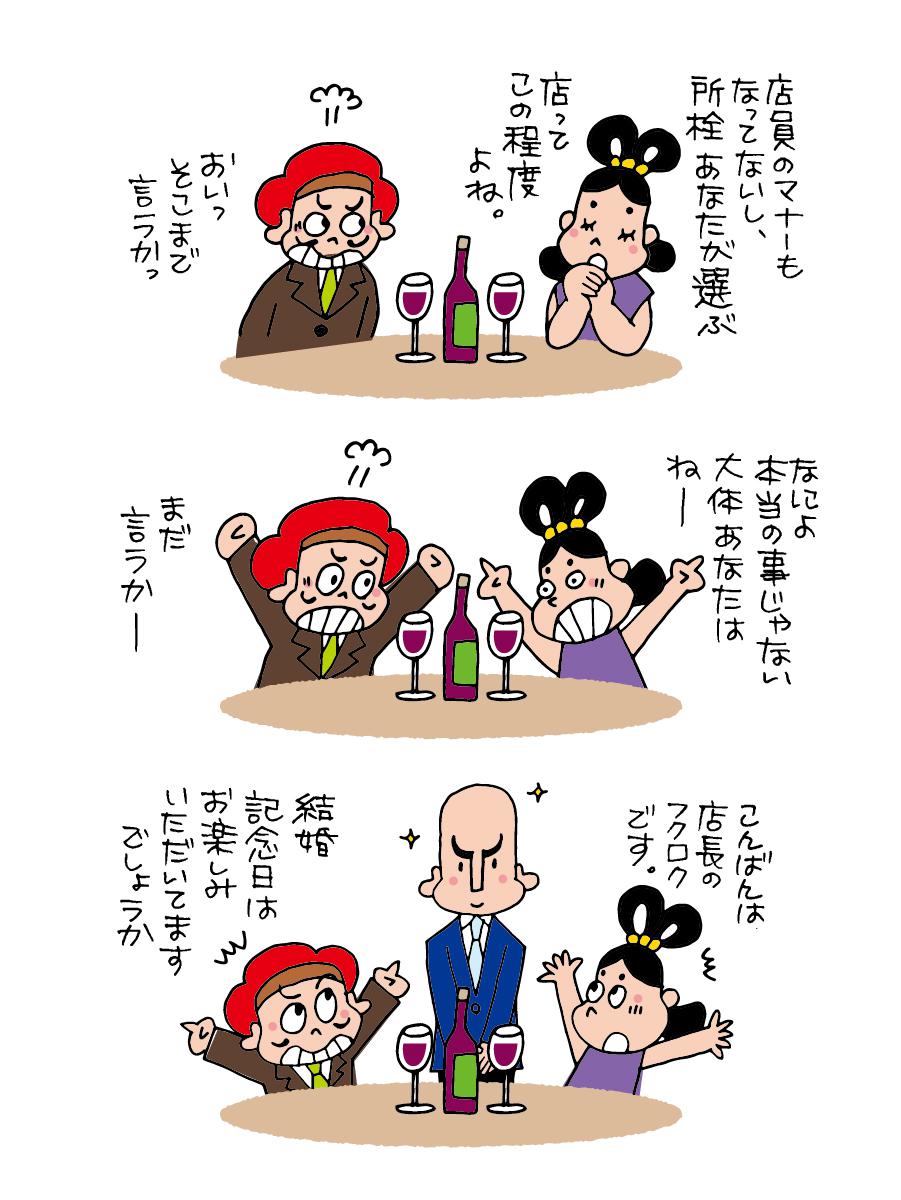 店員のマナーも
なってないし、
所栓あなたが選ぶ
店って
この程度
よね。
おいっ
そこまで
言うかっ
なによ
本当の事じゃない
大体あなたは
ねー
まだ
言うかー
こんばんは
店長の
フクロク
です。
結婚
記念日は
お楽しみ
いただいてます
でしょうか